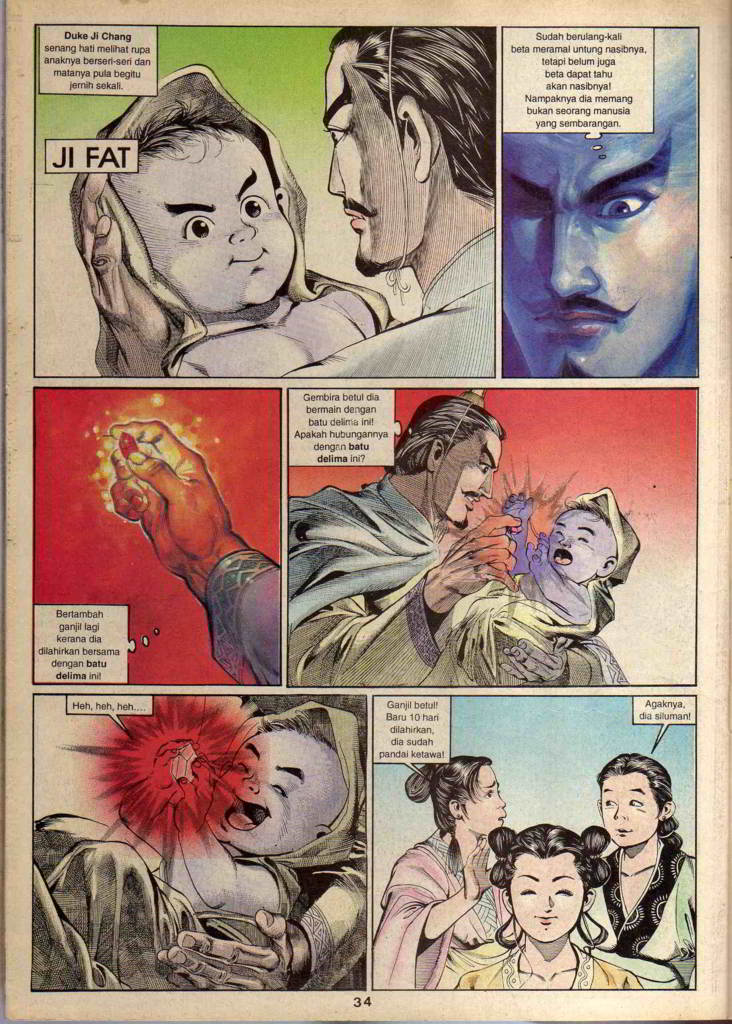 Duke Ji Chang
senang hati melihat rupa
anaknya berseri-seri dan
matanya pula begitu
jernih sekali.
JI FAT
Sudah berulang-kali
beta meramal untung nasibnya,
tetapi belum juga
beta dapat tahu
akan nasibnya!
Nampaknya dia memang
bukan seorang manusia
yang sembarangan.
Bertambah
ganjil lagi
kerana dia
dilahirkan bersama
dengan batu
delima ini!
Gembira betul dia
bermain dengan
batu delima ini!
Apakah hubungannya
dengan batu
delima ini?
Heh, heh, heh....
Ganjil betul!
Baru 10 hari
dilahirkan,
dia sudah
pandai ketawa!
Agaknya,
dia siluman!
34